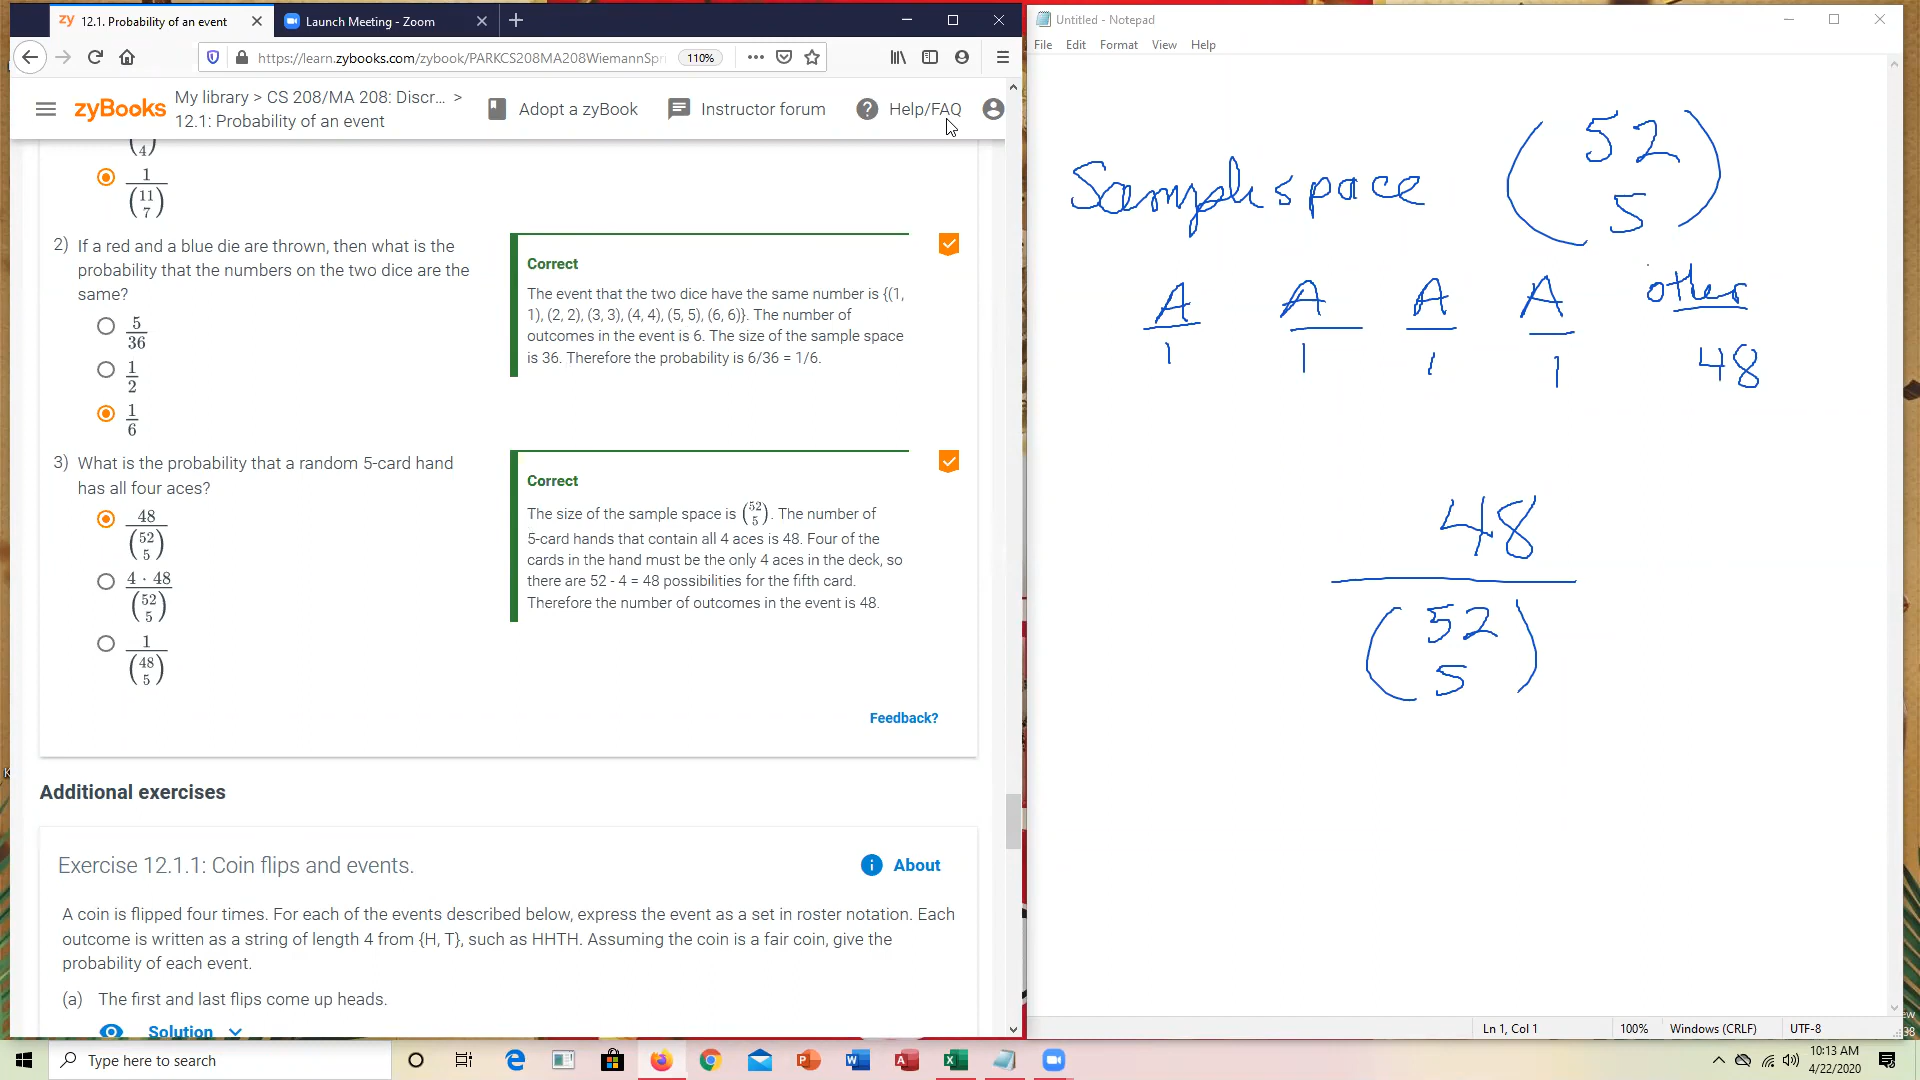 12.1. Probability of an event
Launch Meeting - Zoom
https://learn.zybooks.com/zybook/PARKCS208MA208WiemannSpr
110%
zyBooks
My library > CS 208/MA 208: Discr... >
12.1: Probability of an event
Adopt a zyBook
Instructor forum
Help/FAQ
4
1
(11 7)
2) If a red and a blue die are thrown, then what is the
probability that the numbers on the two dice are the
same?
5/36
1/2
1/6
Correct
The event that the two dice have the same number is {(1,
1), (2, 2), (3, 3), (4, 4), (5, 5), (6, 6)}. The number of
outcomes in the event is 6. The size of the sample space
is 36. Therefore the probability is 6/36 = 1/6.
3) What is the probability that a random 5-card hand
has all four aces?
48
(52 5)
4 · 48
(52 5)
1
(48 5)
Correct
The size of the sample space is (52 5). The number of
5-card hands that contain all 4 aces is 48. Four of the
cards in the hand must be the only 4 aces in the deck, so
there are 52 - 4 = 48 possibilities for the fifth card.
Therefore the number of outcomes in the event is 48.
Feedback?
Additional exercises
Exercise 12.1.1: Coin flips and events.
About
A coin is flipped four times. For each of the events described below, express the event as a set in roster notation. Each
outcome is written as a string of length 4 from {H, T}, such as HHTH. Assuming the coin is a fair coin, give the
probability of each event.
(a) The first and last flips come up heads.
Solution
Untitled - Notepad
File Edit Format View Help
Sample space (52 5)
A A A A other
1 1 1 1 48
48
(52 5)
Ln 1, Col 1 100% Windows (CRLF) UTF-8
Type here to search
10:13 AM
4/22/2020